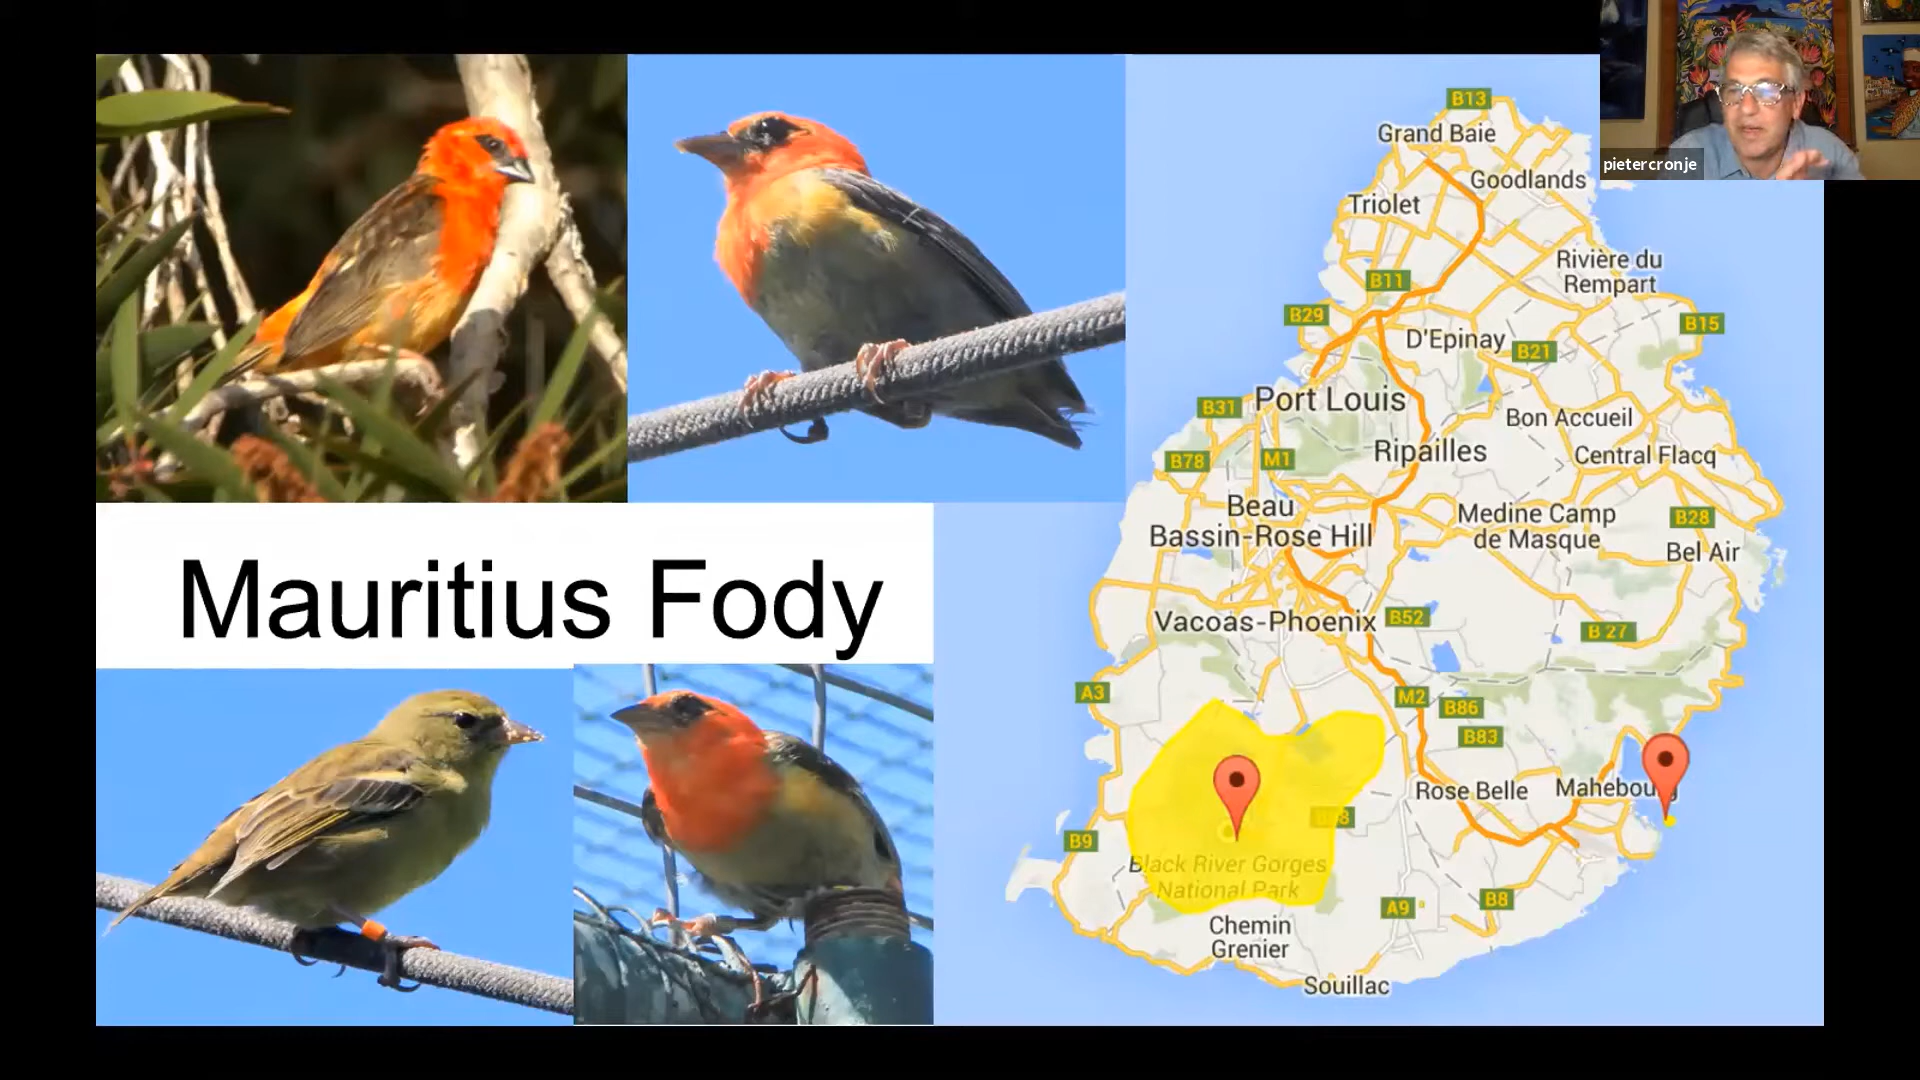 pietercronje
Mauritius Fody
B13
Grand Baie
Goodlands
Triolet
Rivière du
Rempart
B11
B29
B15
D'Epinay
B21
B31
Port Louis
Bon Accueil
Ripailles
B78
M1
Central Flacq
Beau
Bassin-Rose Hill
Medine Camp
de Masque
B28
Bel Air
Vacoas-Phoenix
B52
B 27
A3
M2
B86
B83
Rose Belle
B9
Black River Gorges
National Park
A9
B8
Chemin
Grenier
Souillac